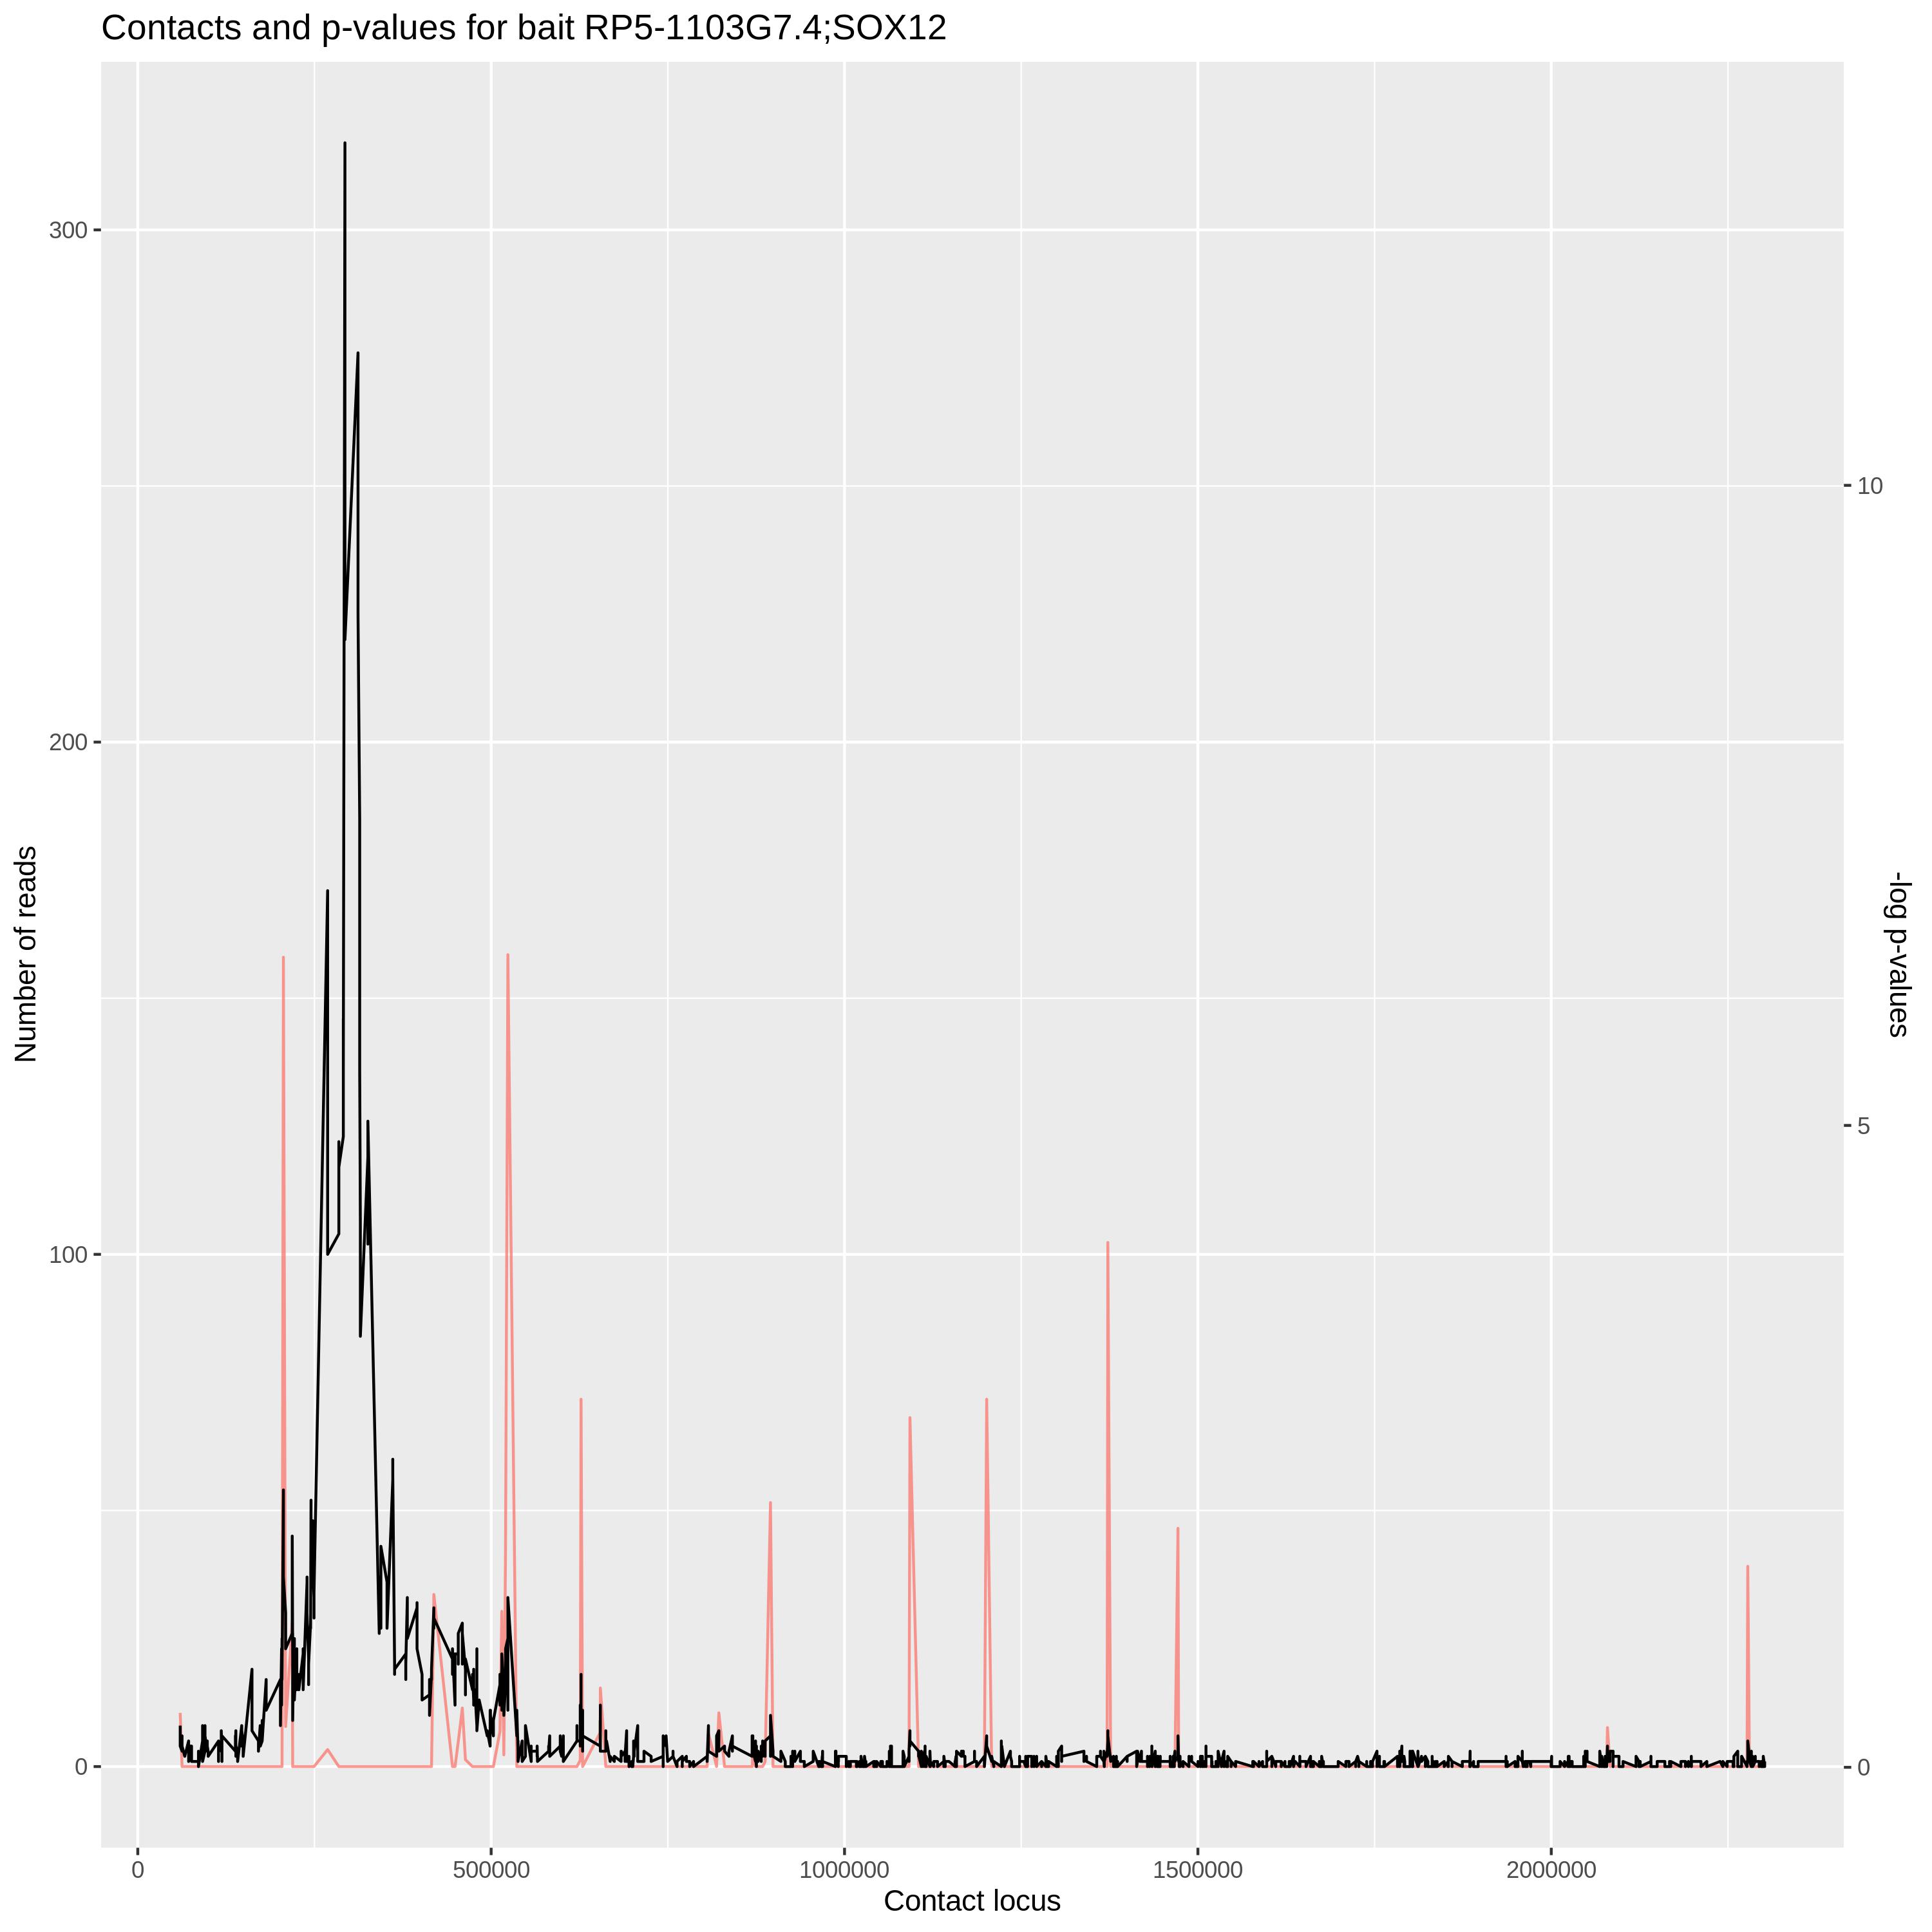 Contacts and p-values for bait RP5-1103G7.4;SOX12
Number of reads
300
200
100
0
10
5
0
-log p-values
0 500000 1000000 1500000 2000000
Contact locus